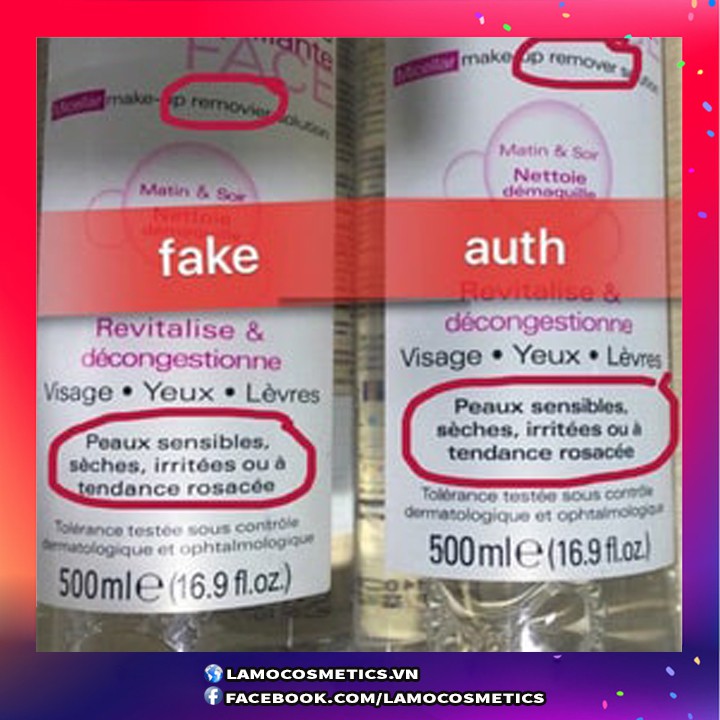 FACE
Micellar make-up removier solution
Matin & Soir
Nettoie
démaquille
fake
Revitalise &
décongestionne
Visage • Yeux • Lèvres
Peaux sensibles,
sèches, irritées ou à
tendance rosacée
Tolérance testée sous contrôle
dermatologique et ophtalmologique
500ml e (16.9 fl.oz.)
Micellar make-up remover
Matin & Soir
Nettoie
démaquille
auth
Revitalise &
décongestionne
Visage • Yeux • Lèvres
Peaux sensibles,
sèches, irritées ou à
tendance rosacée
Tolérance testée sous contrôle
dermatologique et ophtalmologique
500ml e (16.9 fl.oz.)
LAMOCOSMETICS.VN
FACEBOOK.COM/LAMOCOSMETICS